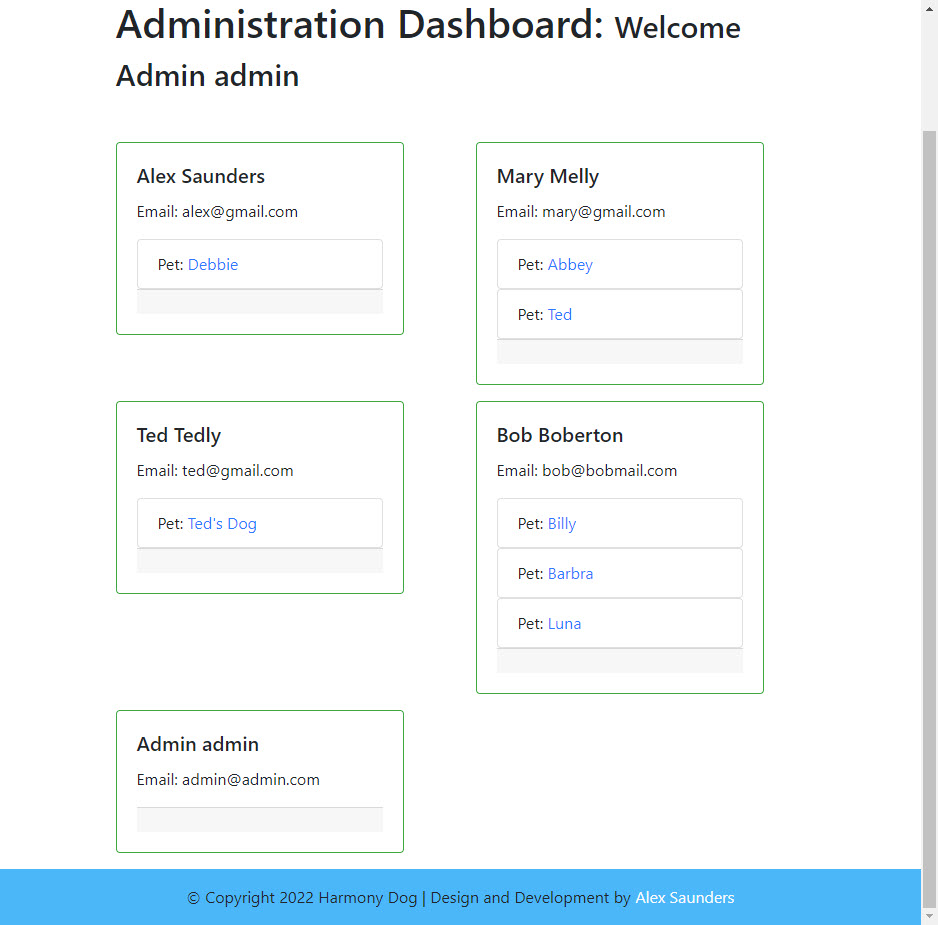 Administration Dashboard: Welcome
Admin admin
Alex Saunders
Email: alex@gmail.com
Pet: Debbie
Mary Melly
Email: mary@gmail.com
Pet: Abbey
Pet: Ted
Ted Tedly
Email: ted@gmail.com
Pet: Ted's Dog
Bob Boberton
Email: bob@bobmail.com
Pet: Billy
Pet: Barbra
Pet: Luna
Admin admin
Email: admin@admin.com
© Copyright 2022 Harmony Dog | Design and Development by Alex Saunders